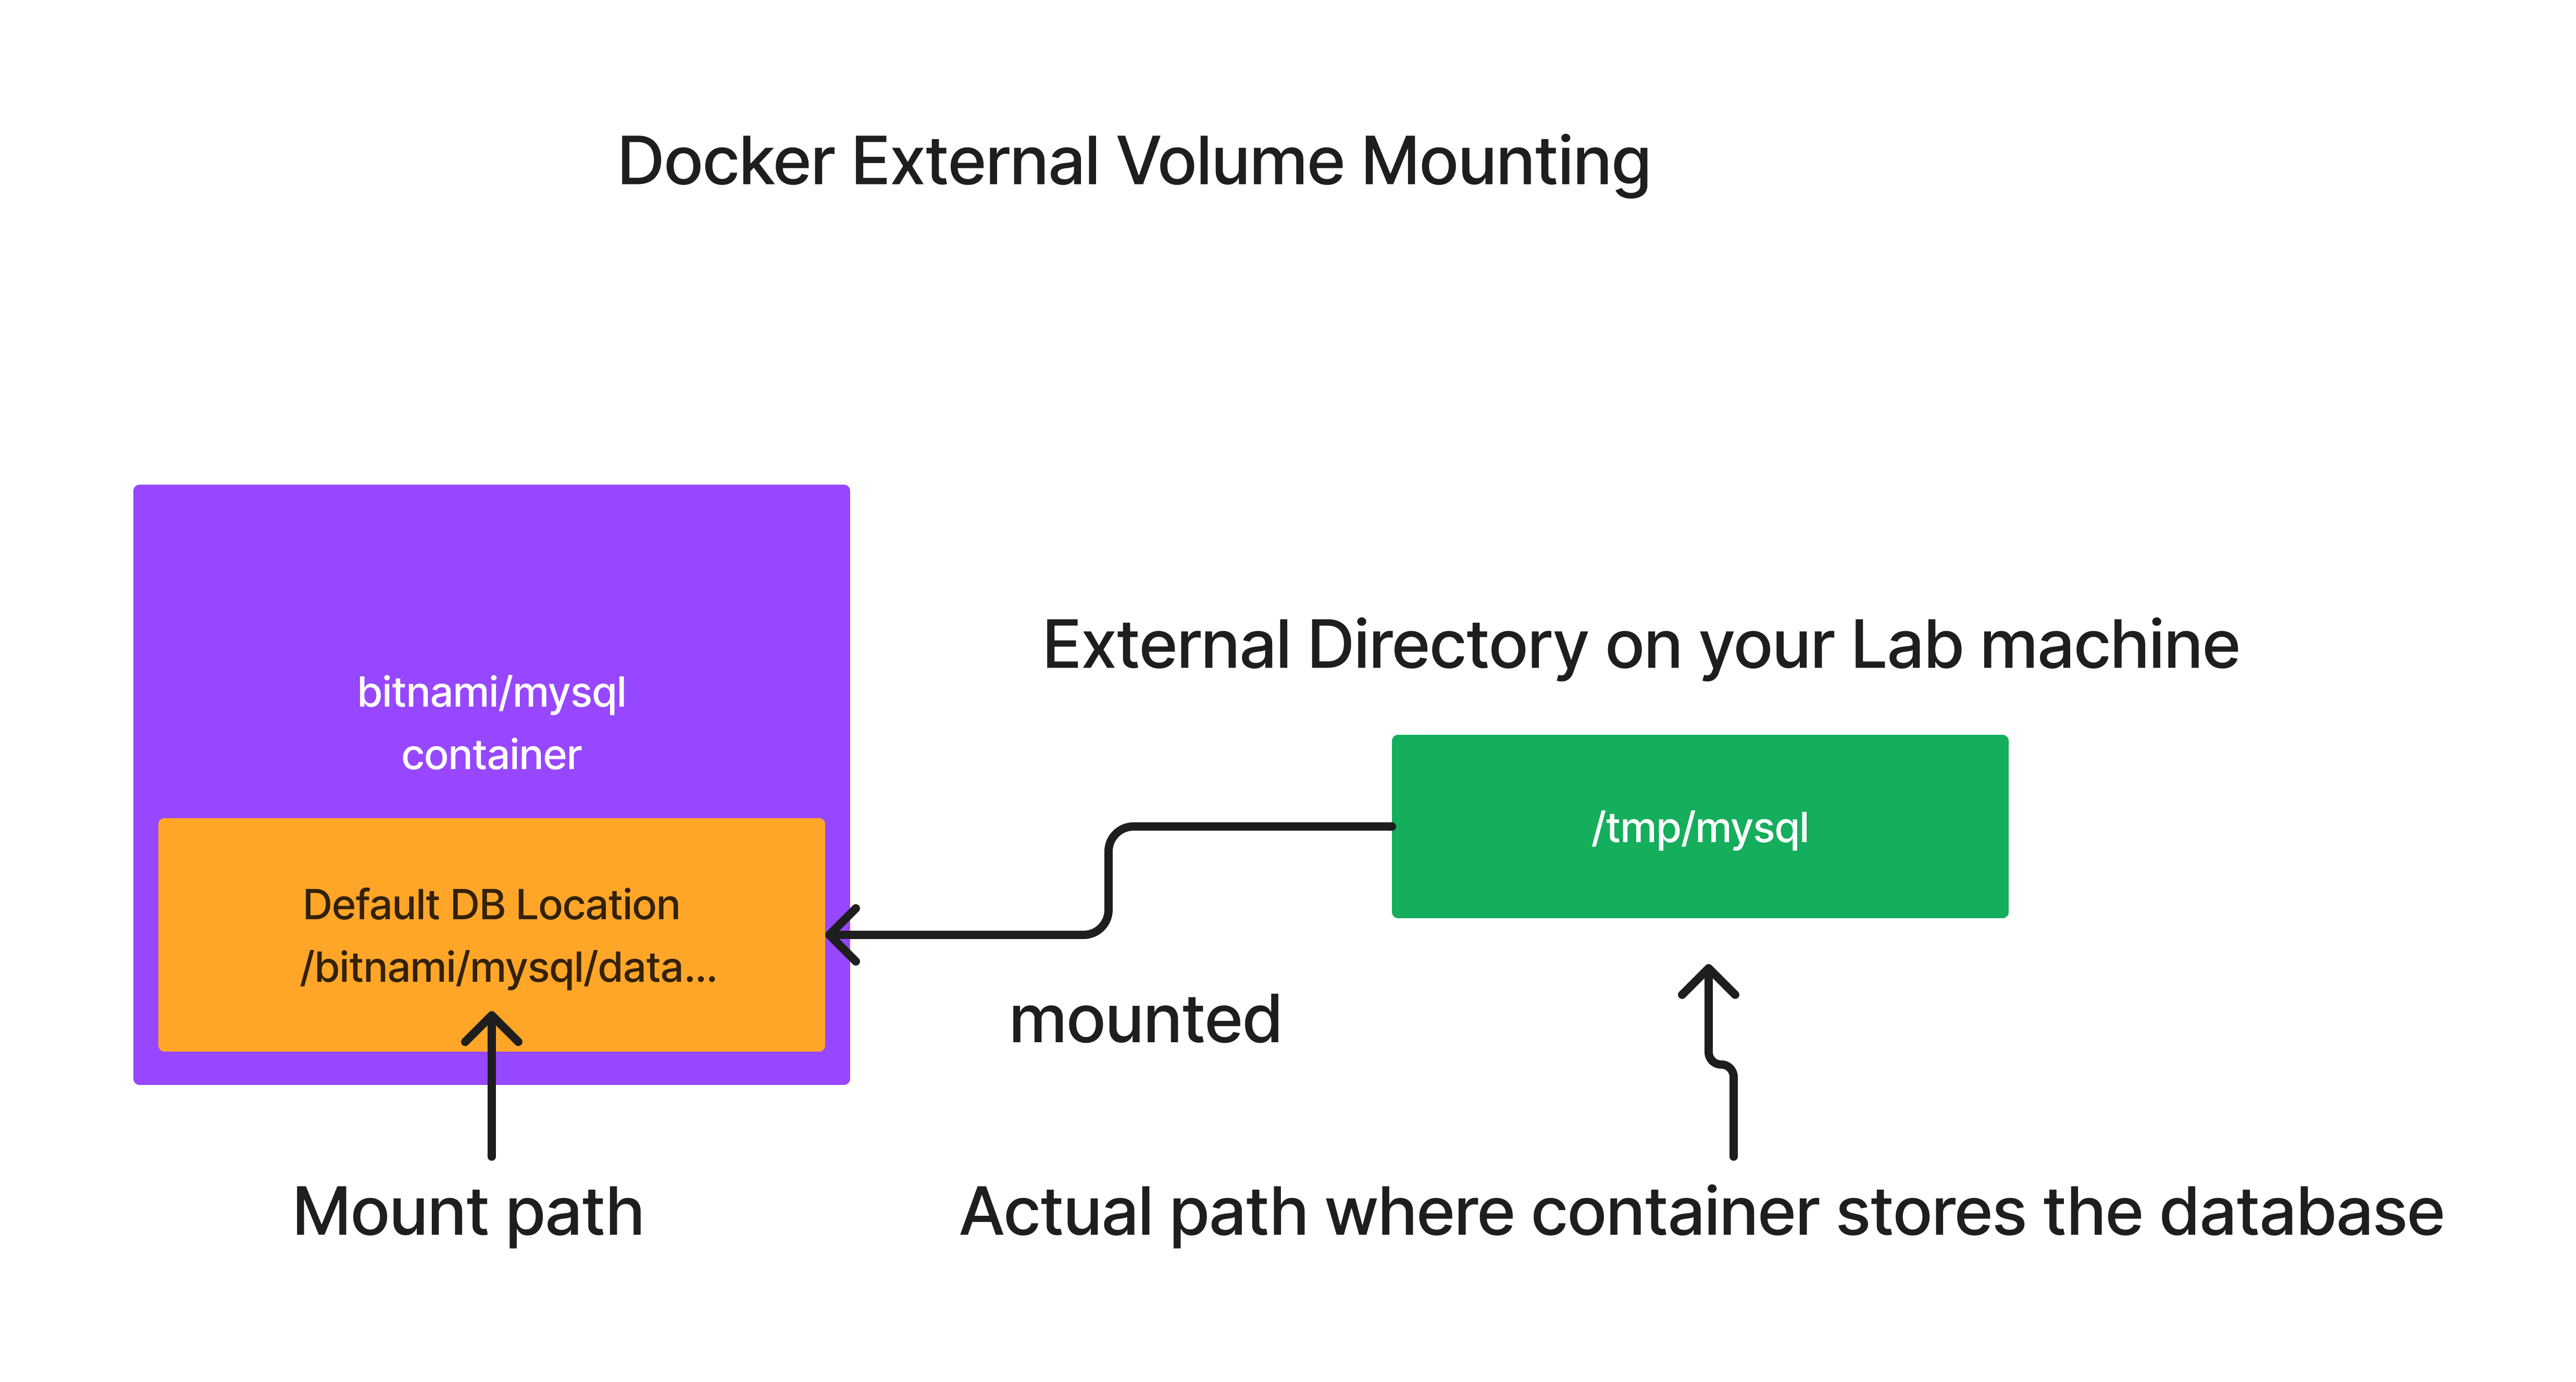 Docker External Volume Mounting
bitnami/mysql
container
Default DB Location
/bitnami/mysql/data...
Mount path
External Directory on your Lab machine
/tmp/mysql
mounted
Actual path where container stores the database